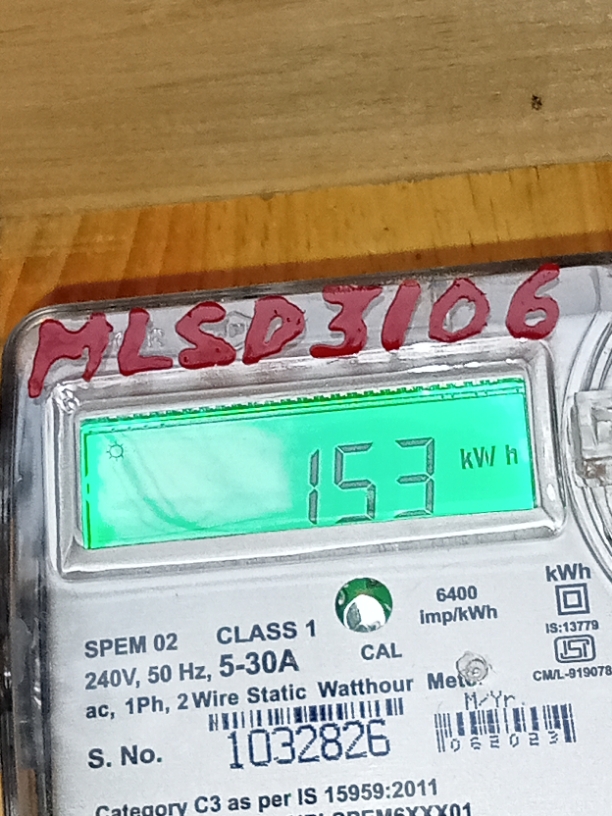 MLSD3106
153 kWh
6400
imp/kWh
kWh
IS:13779
CM/L-919078
SPEM 02 CLASS 1
CAL
240V, 50 Hz, 5-30A
ac, 1Ph, 2 Wire Static Watthour
M/Yr.
S. No. 1032826
062023
Category C3 as per IS 15959:2011